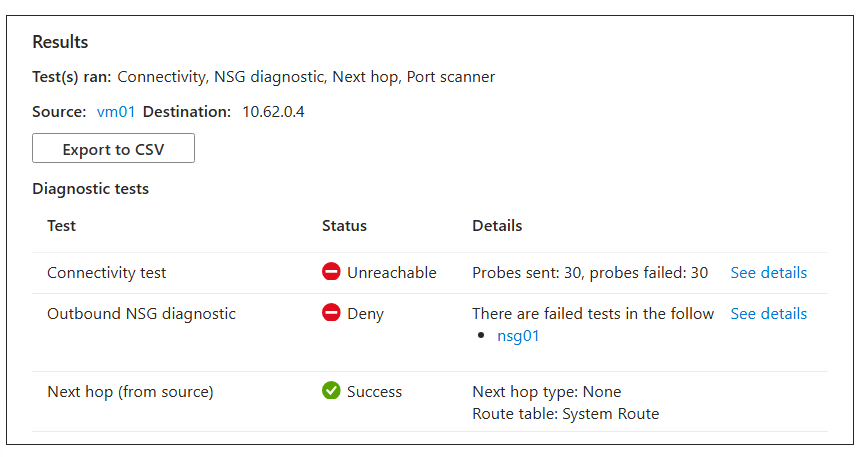 Results
Test(s) ran: Connectivity, NSG diagnostic, Next hop, Port scanner
Source: vm01 Destination: 10.62.0.4
Export to CSV
Diagnostic tests
Test Status Details
Connectivity test Unreachable Probes sent: 30, probes failed: 30 See details
Outbound NSG diagnostic Deny There are failed tests in the follow See details
• nsg01
Next hop (from source) Success Next hop type: None
Route table: System Route